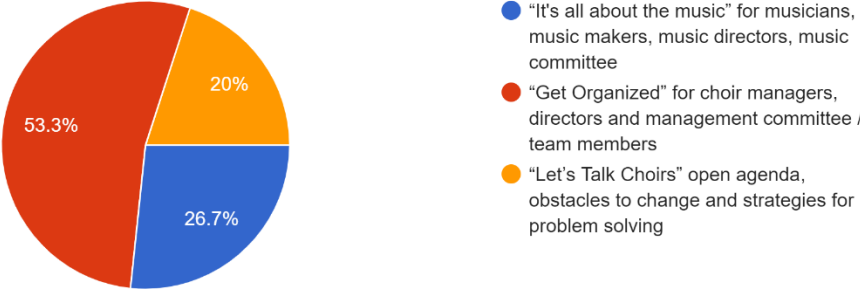 53.3%
20%
26.7%
“It's all about the music” for musicians,
music makers, music directors, music
committee
“Get Organized” for choir managers,
directors and management committee /
team members
“Let’s Talk Choirs” open agenda,
obstacles to change and strategies for
problem solving